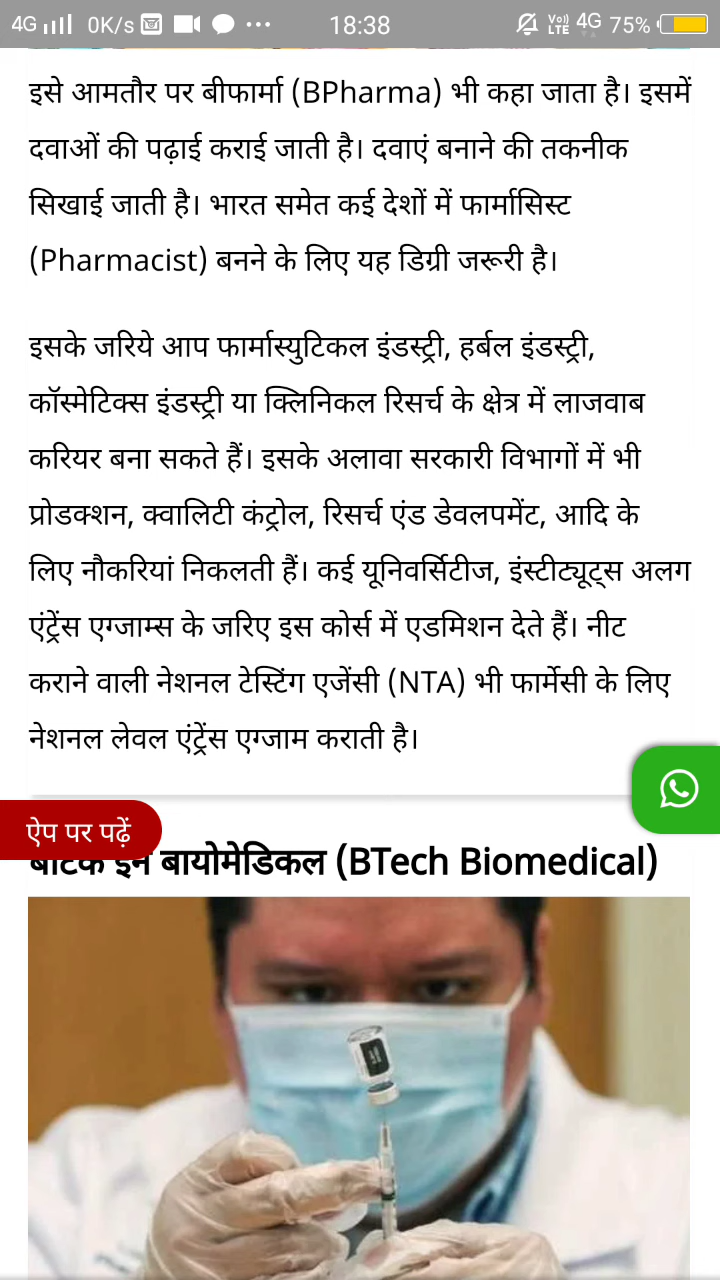 4G 0K/s ... 18:38 Vo)) LTE 4G 75%
इसे आमतौर पर बीफार्मा (BPharma) भी कहा जाता है। इसमें
दवाओं की पढ़ाई कराई जाती है। दवाएं बनाने की तकनीक
सिखाई जाती है। भारत समेत कई देशों में फार्मासिस्ट
(Pharmacist) बनने के लिए यह डिग्री जरूरी है।
इसके जरिये आप फार्मास्युटिकल इंडस्ट्री, हर्बल इंडस्ट्री,
कॉस्मेटिक्स इंडस्ट्री या क्लिनिकल रिसर्च के क्षेत्र में लाजवाब
करियर बना सकते हैं। इसके अलावा सरकारी विभागों में भी
प्रोडक्शन, क्वालिटी कंट्रोल, रिसर्च एंड डेवलपमेंट, आदि के
लिए नौकरियां निकलती हैं। कई यूनिवर्सिटीज, इंस्टीट्यूट्स अलग
एंट्रेंस एग्जाम्स के जरिए इस कोर्स में एडमिशन देते हैं। नीट
कराने वाली नेशनल टेस्टिंग एजेंसी (NTA) भी फार्मेसी के लिए
नेशनल लेवल एंट्रेंस एग्जाम कराती है।
ऐप पर पढ़ें
बायोमेडिकल (BTech Biomedical)